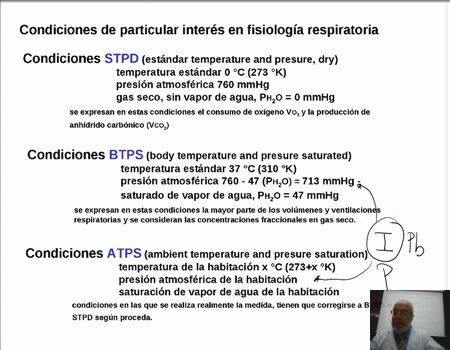 Condiciones de particular interés en fisiología respiratoria
Condiciones STPD (estándar temperature and presure, dry)
temperatura estándar 0 °C (273 °K)
presión atmosférica 760 mmHg
gas seco, sin vapor de agua, PH₂O = 0 mmHg
se expresan en estas condiciones el consumo de oxígeno VO₂ y la producción de
anhídrido carbónico (VCO₂)
Condiciones BTPS (body temperature and presure saturated)
temperatura estándar 37 °C (310 °K)
presión atmosférica 760 - 47 (PH₂O) = 713 mmHg
saturado de vapor de agua, PH₂O = 47 mmHg
se expresan en estas condiciones la mayor parte de los volúmenes y ventilaciones
respiratorias y se consideran las concentraciones fraccionales en gas seco.
I Pb
Condiciones ATPS (ambient temperature and presure saturation)
temperatura de la habitación x °C (273+x °K)
P
presión atmosférica de la habitación
saturación de vapor de agua de la habitación
condiciones en las que se realiza realmente la medida, tienen que corregirse a
STPD según proceda.